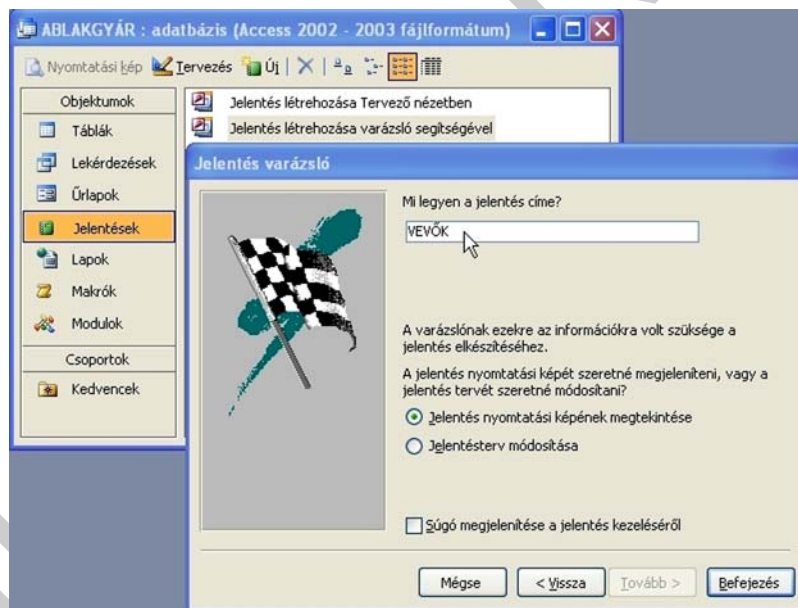 ABLAKGYÁR : adatbázis (Access 2002 - 2003 fájlformátum)
Nyomtatási kép Tervezés Új
Objektumok
Táblák
Lekérdezések
Űrlapok
Jelentések
Lapok
Makrók
Modulok
Csoportok
Kedvencek
Jelentés létrehozása Tervező nézetben
Jelentés létrehozása varázsló segítségével
Jelentés varázsló
Mi legyen a jelentés címe?
VEVŐK
A varázslónak ezekre az információkra volt szüksége a
jelentés elkészítéséhez.
A jelentés nyomtatási képét szeretné megjeleníteni, vagy a
jelentés tervét szeretné módosítani?
Jelentés nyomtatási képének megtekintése
Jelentésterv módosítása
Súgó megjelenítése a jelentés kezeléséről
Mégse
< Vissza
Tovább >
Befejezés